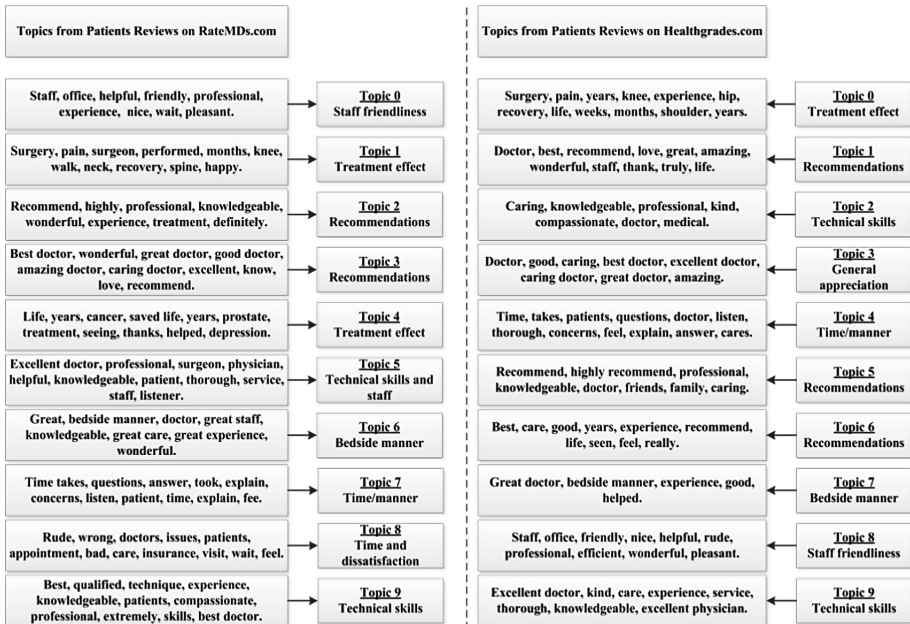 Topics from Patients Reviews on RateMDs.com
Staff, office, helpful, friendly, professional,
experience, nice, wait, pleasant.
Topic 0
Staff friendliness
Surgery, pain, surgeon, performed, months, knee,
walk, neck, recovery, spine, happy.
Topic 1
Treatment effect
Recommend, highly, professional, knowledgeable,
wonderful, experience, treatment, definitely.
Topic 2
Recommendations
Best doctor, wonderful, great doctor, good doctor,
amazing doctor, caring doctor, excellent, know,
love, recommend.
Topic 3
Recommendations
Life, years, cancer, saved life, years, prostate,
treatment, seeing, thanks, helped, depression.
Topic 4
Treatment effect
Excellent doctor, professional, surgeon, physician,
helpful, knowledgeable, patient, thorough, service,
staff, listener.
Topic 5
Technical skills and
staff
Great, bedside manner, doctor, great staff,
knowledgeable, great care, great experience,
wonderful.
Topic 6
Bedside manner
Time takes, questions, answer, took, explain,
concerns, listen, patient, time, explain, fee.
Topic 7
Time/manner
Rude, wrong, doctors, issues, patients,
appointment, bad, care, insurance, visit, wait, feel.
Topic 8
Time and
dissatisfaction
Best, qualified, technique, experience,
knowledgeable, patients, compassionate,
professional, extremely, skills, best doctor.
Topic 9
Technical skills
Topics from Patients Reviews on Healthgrades.com
Surgery, pain, years, knee, experience, hip,
recovery, life, weeks, months, shoulder, years.
Topic 0
Treatment effect
Doctor, best, recommend, love, great, amazing,
wonderful, staff, thank, truly, life.
Topic 1
Recommendations
Caring, knowledgeable, professional, kind,
compassionate, doctor, medical.
Topic 2
Technical skills
Doctor, good, caring, best doctor, excellent doctor,
caring doctor, great doctor, amazing.
Topic 3
General
appreciation
Time, takes, patients, questions, doctor, listen,
thorough, concerns, feel, explain, answer, cares.
Topic 4
Time/manner
Recommend, highly recommend, professional,
knowledgeable, doctor, friends, family, caring.
Topic 5
Recommendations
Best, care, good, years, experience, recommend,
life, seen, feel, really.
Topic 6
Recommendations
Great doctor, bedside manner, experience, good,
helped.
Topic 7
Bedside manner
Staff, office, friendly, nice, helpful, rude,
professional, efficient, wonderful, pleasant.
Topic 8
Staff friendliness
Excellent doctor, kind, care, experience, service,
thorough, knowledgeable, excellent physician.
Topic 9
Technical skills